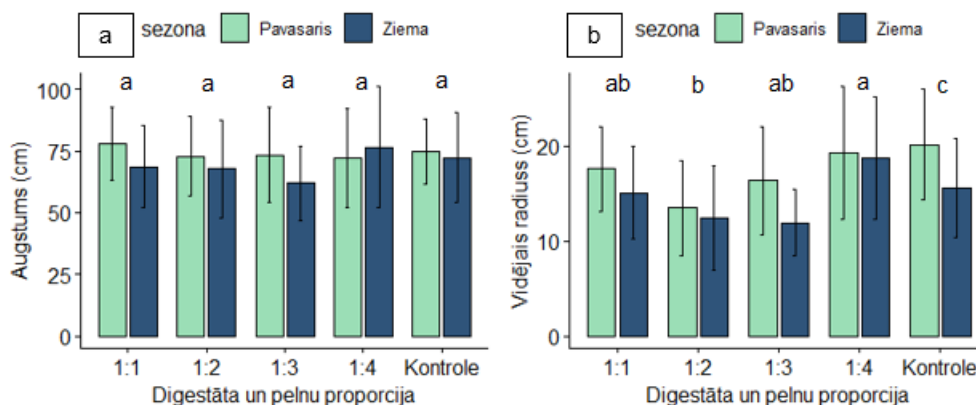 a sezona Pavasaris Ziema
a a a a a
100
75
50
25
0
Augstums (cm)
1:1 1:2 1:3 1:4 Kontrole
Digestāta un pelnu proporcija
b sezona Pavasaris Ziema
ab b ab a c
20
10
0
Vidējais radiuss (cm)
1:1 1:2 1:3 1:4 Kontrole
Digestāta un pelnu proporcija